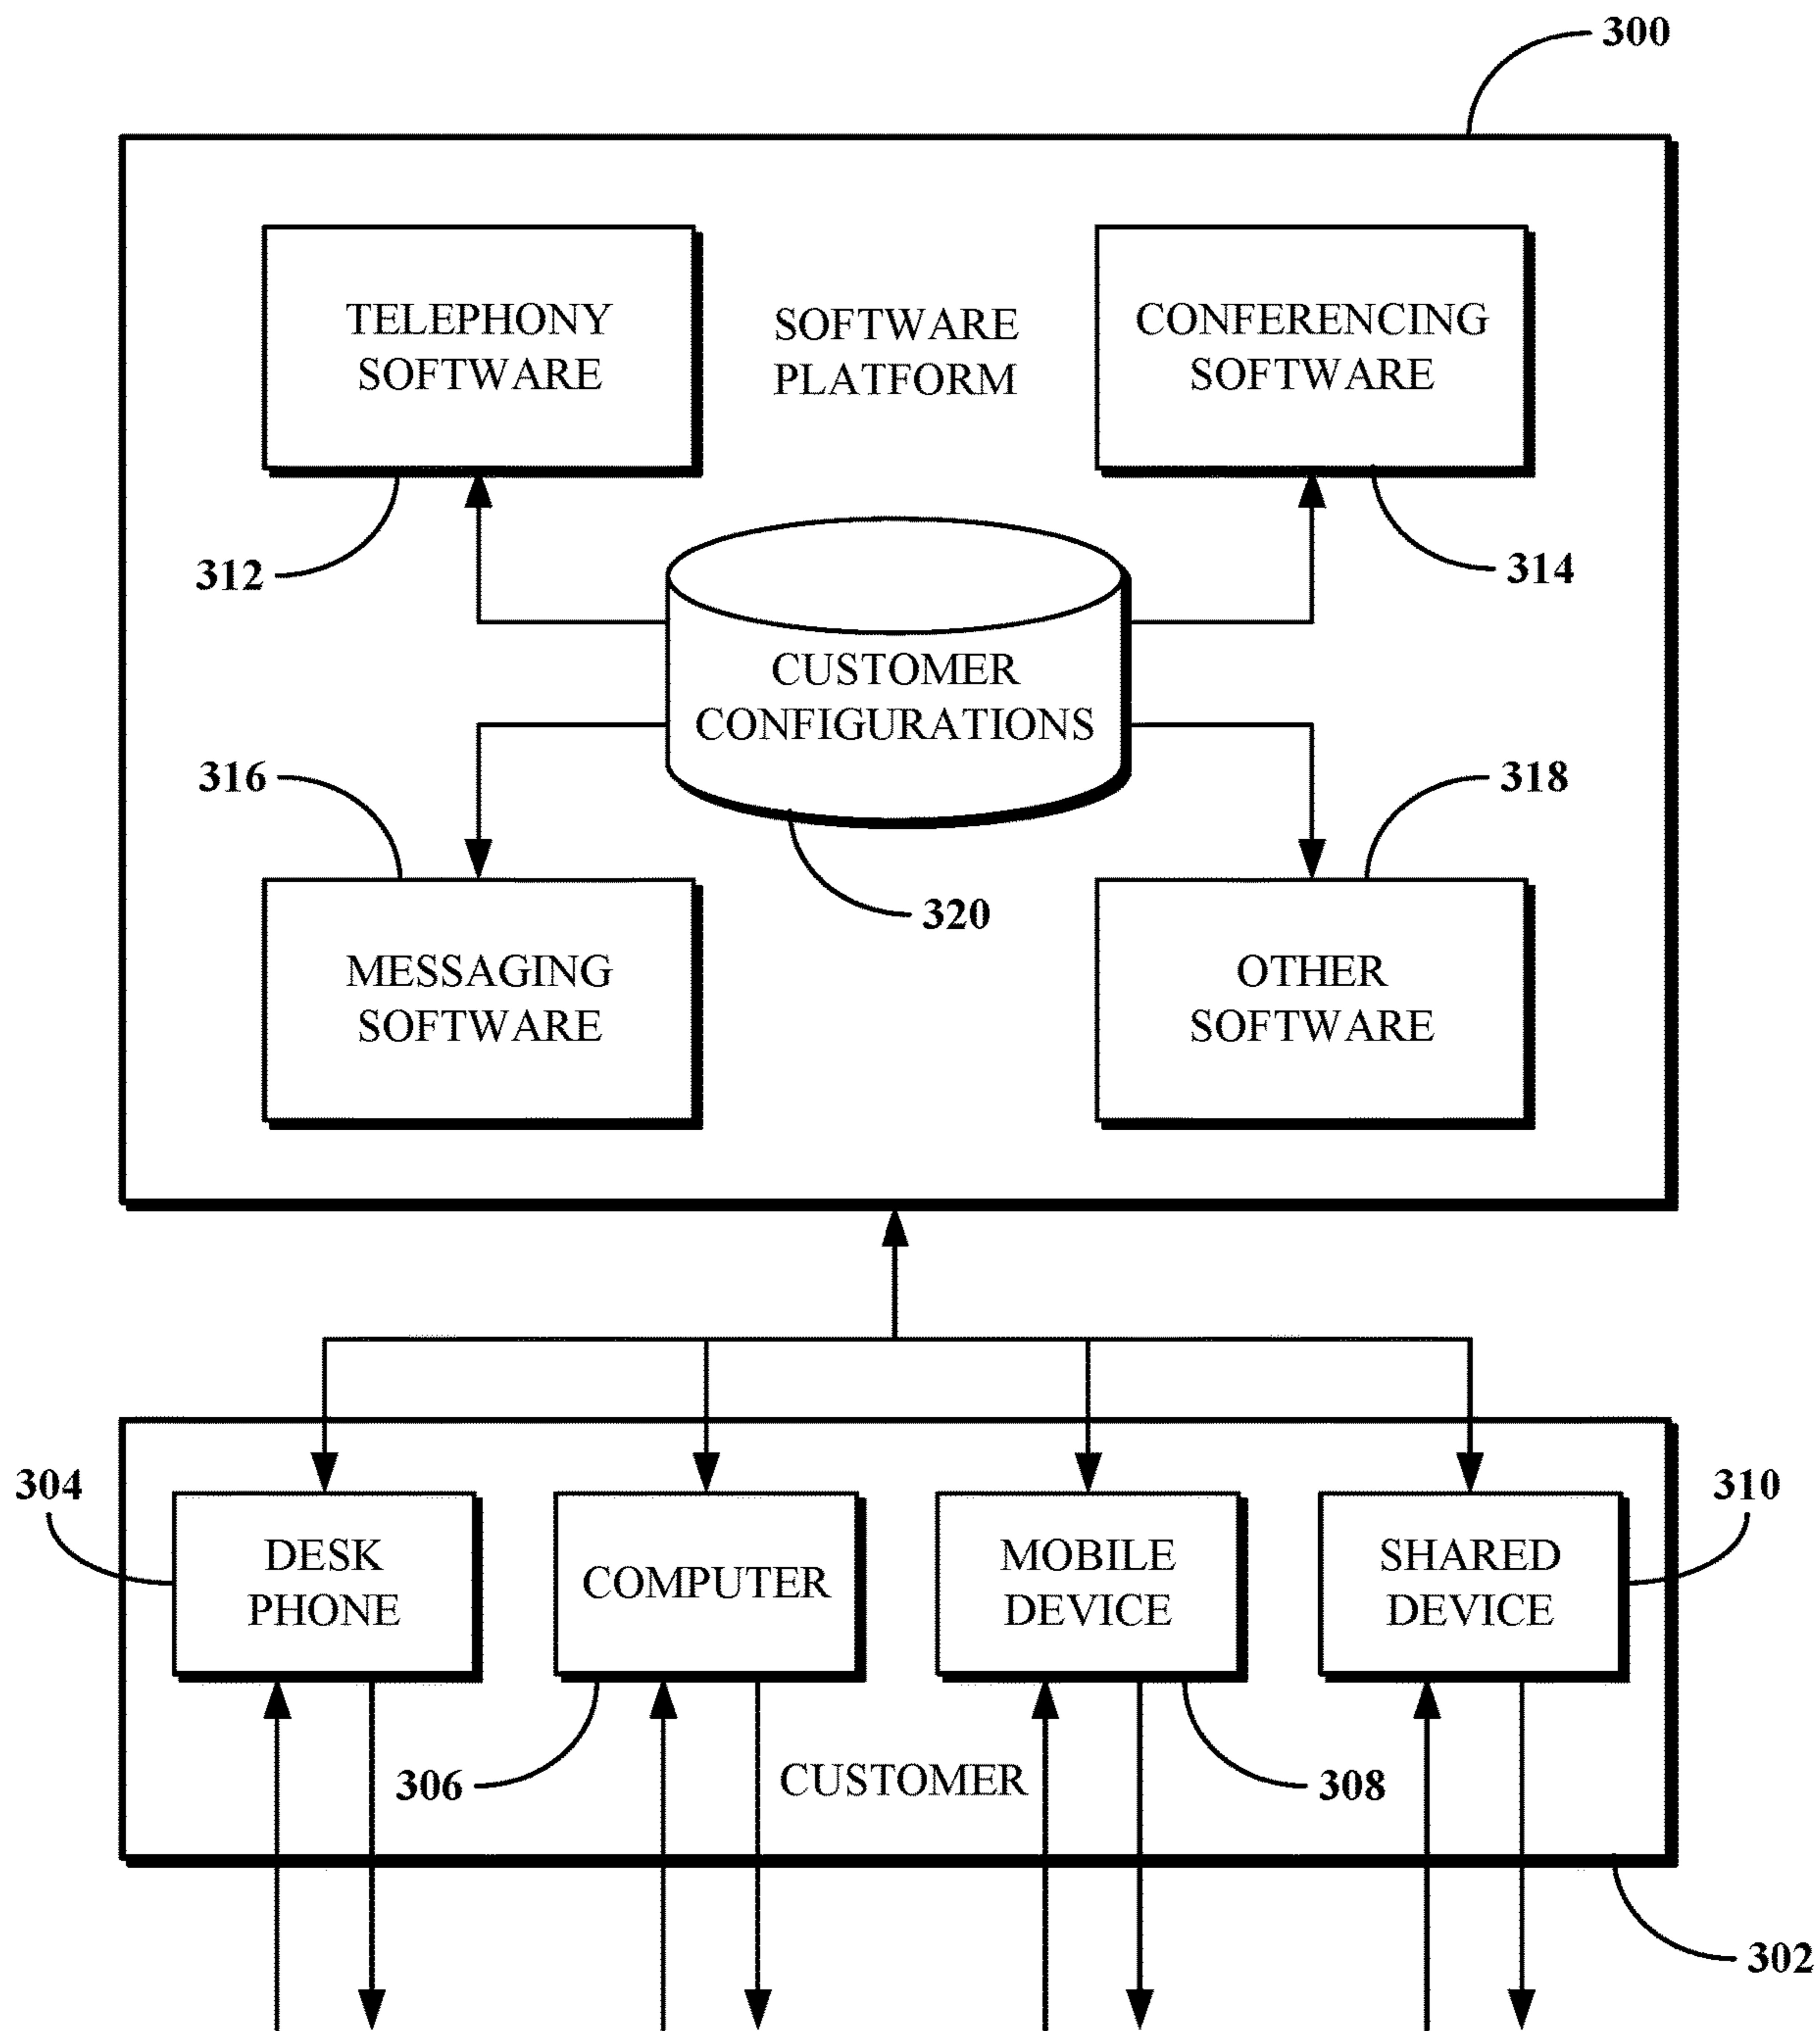 300
TELEPHONY
SOFTWARE
SOFTWARE
PLATFORM
CONFERENCING
SOFTWARE
312
314
CUSTOMER
CONFIGURATIONS
316
318
320
MESSAGING
SOFTWARE
OTHER
SOFTWARE
304
310
DESK
PHONE
COMPUTER
MOBILE
DEVICE
SHARED
DEVICE
306
CUSTOMER
308
302